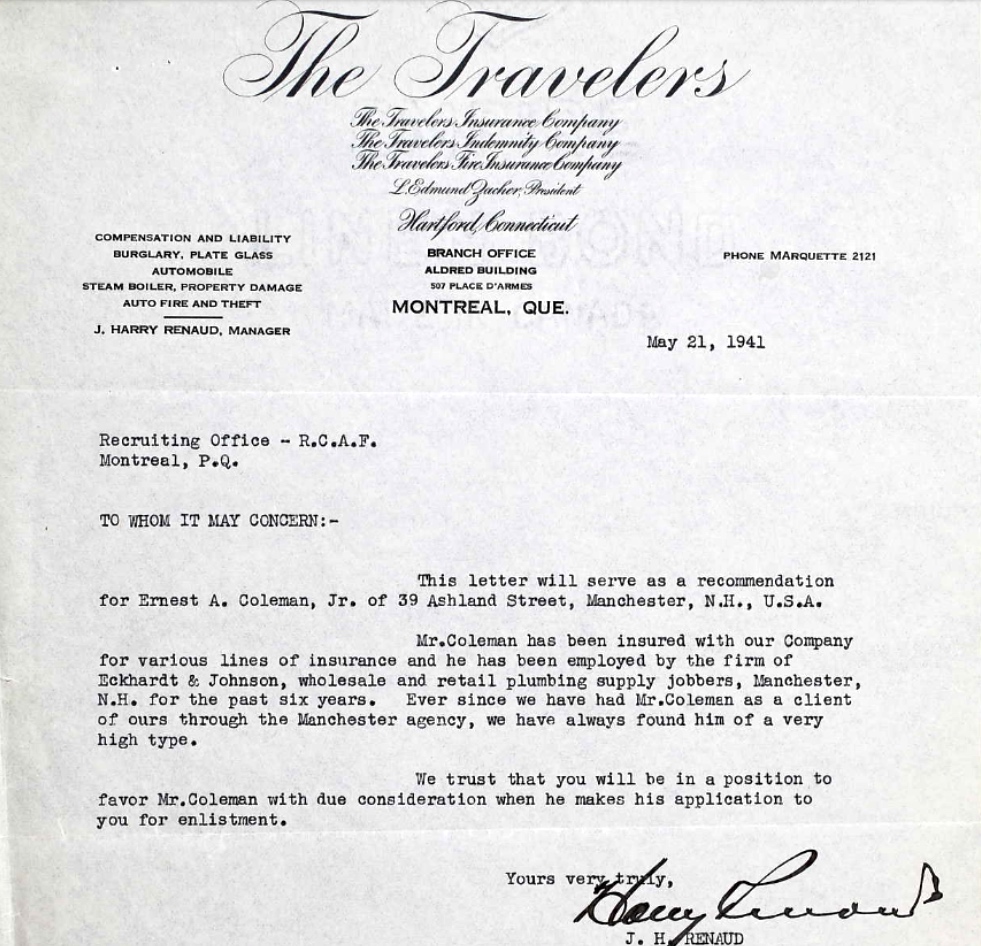 The Travelers
The Travelers Insurance Company
The Travelers Indemnity Company
The Travelers Fire Insurance Company
L. Edmund Zacher, President
Hartford, Connecticut
COMPENSATION AND LIABILITY
BURGLARY, PLATE GLASS
AUTOMOBILE
STEAM BOILER, PROPERTY DAMAGE
AUTO FIRE AND THEFT
J. HARRY RENAUD, MANAGER
BRANCH OFFICE
ALDRED BUILDING
507 PLACE D'ARMES
MONTREAL, QUE.
PHONE MARQUETTE 2121
May 21, 1941
Recruiting Office - R.C.A.F.
Montreal, P.Q.
TO WHOM IT MAY CONCERN:-
This letter will serve as a recommendation
for Ernest A. Coleman, Jr. of 39 Ashland Street, Manchester, N.H., U.S.A.
Mr.Coleman has been insured with our Company
for various lines of insurance and he has been employed by the firm of
Eckhardt & Johnson, wholesale and retail plumbing supply jobbers, Manchester,
N.H. for the past six years. Ever since we have had Mr.Coleman as a client
of ours through the Manchester agency, we have always found him of a very
high type.
We trust that you will be in a position to
favor Mr.Coleman with due consideration when he makes his application to
you for enlistment.
Yours very truly,
Harry Renaud
J. H. RENAUD